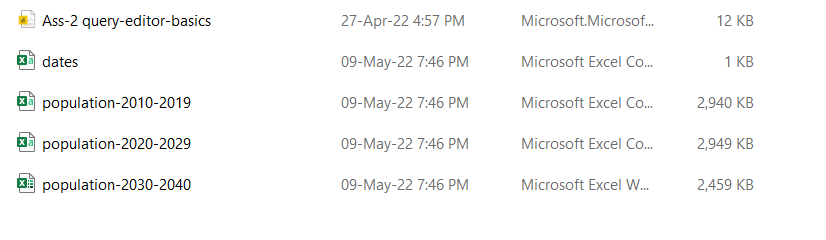 Ass-2 query-editor-basics 27-Apr-22 4:57 PM Microsoft.Microsof... 12 KB
dates 09-May-22 7:46 PM Microsoft Excel Co... 1 KB
population-2010-2019 09-May-22 7:46 PM Microsoft Excel Co... 2,940 KB
population-2020-2029 09-May-22 7:46 PM Microsoft Excel Co... 2,949 KB
population-2030-2040 09-May-22 7:46 PM Microsoft Excel W... 2,459 KB